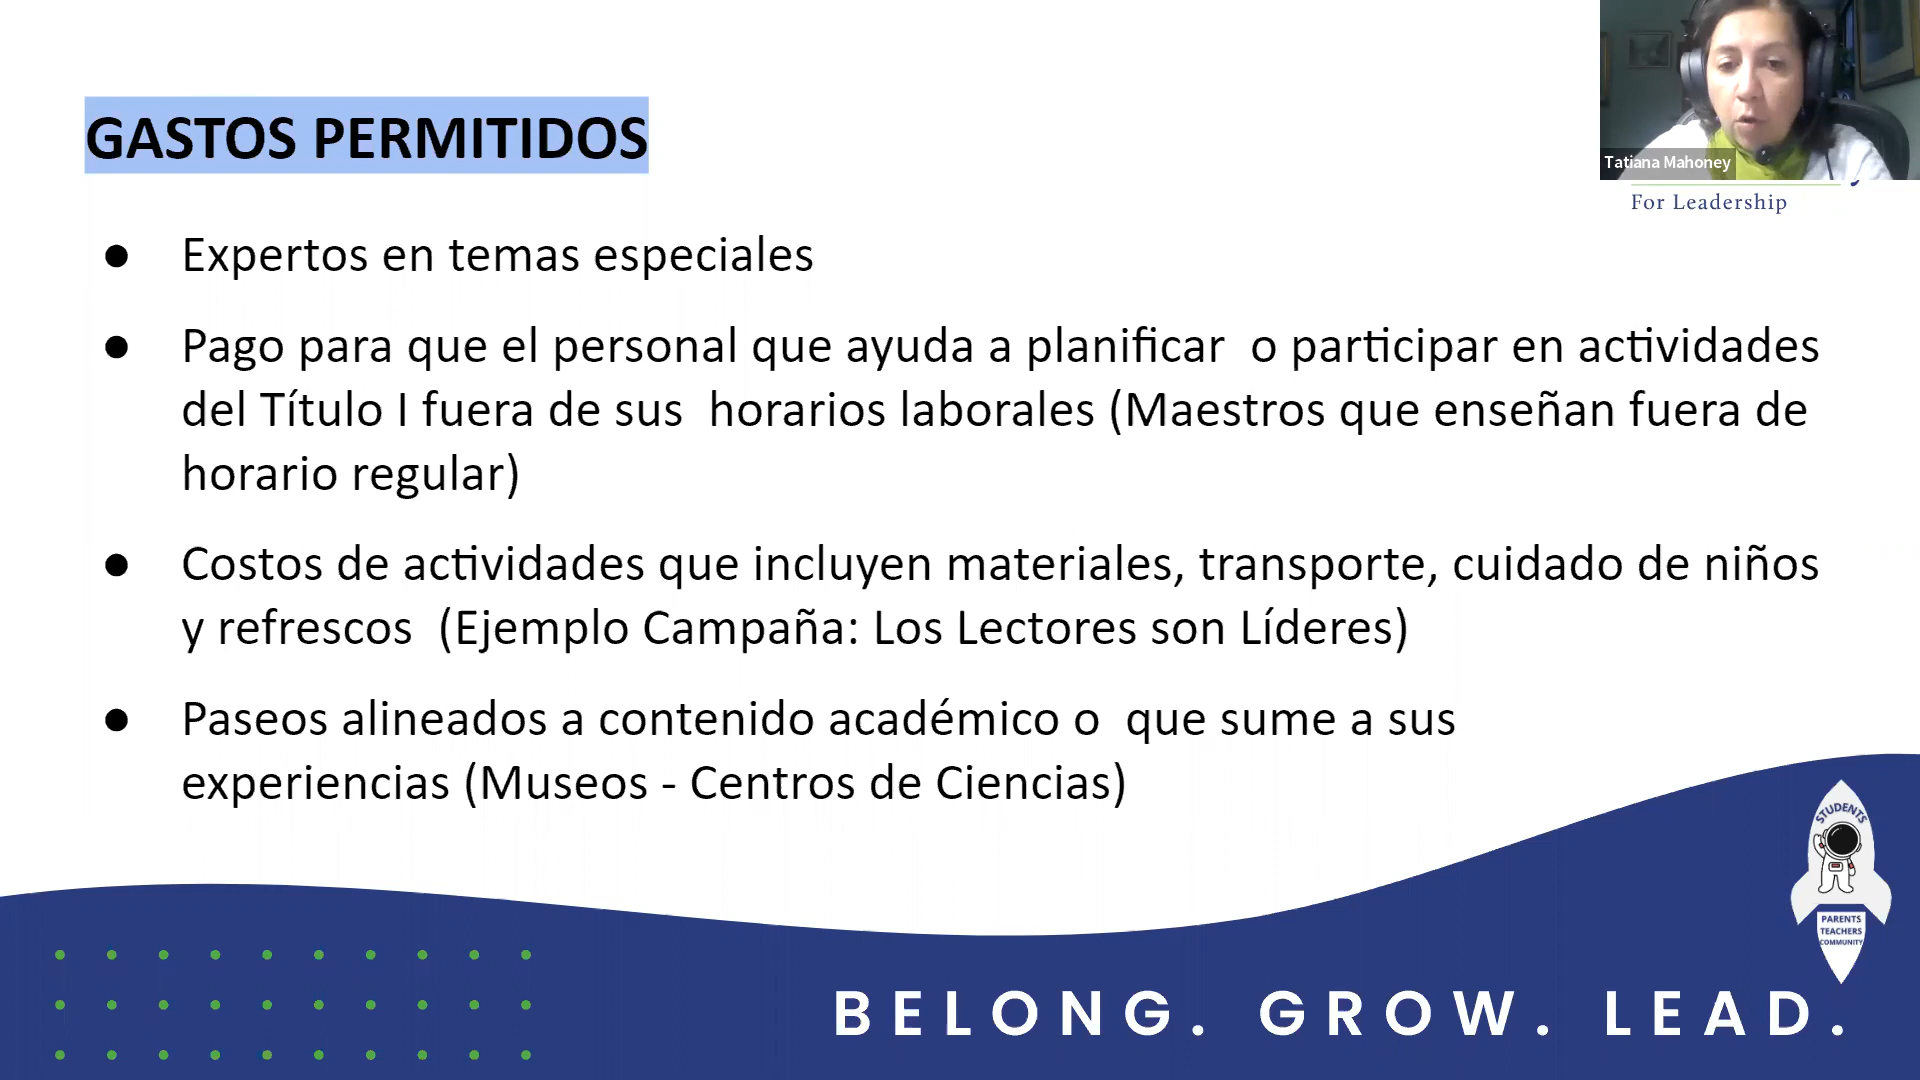 GASTOS PERMITIDOS
Tatiana Mahoney
For Leadership
● Expertos en temas especiales
● Pago para que el personal que ayuda a planificar  o participar en actividades
del Título I fuera de sus  horarios laborales (Maestros que enseñan fuera de
horario regular)
● Costos de actividades que incluyen materiales, transporte, cuidado de niños
y refrescos  (Ejemplo Campaña: Los Lectores son Líderes)
● Paseos alineados a contenido académico o  que sume a sus
experiencias (Museos - Centros de Ciencias)
STUDENTS
PARENTS
TEACHERS
COMMUNITY
BELONG. GROW. LEAD.